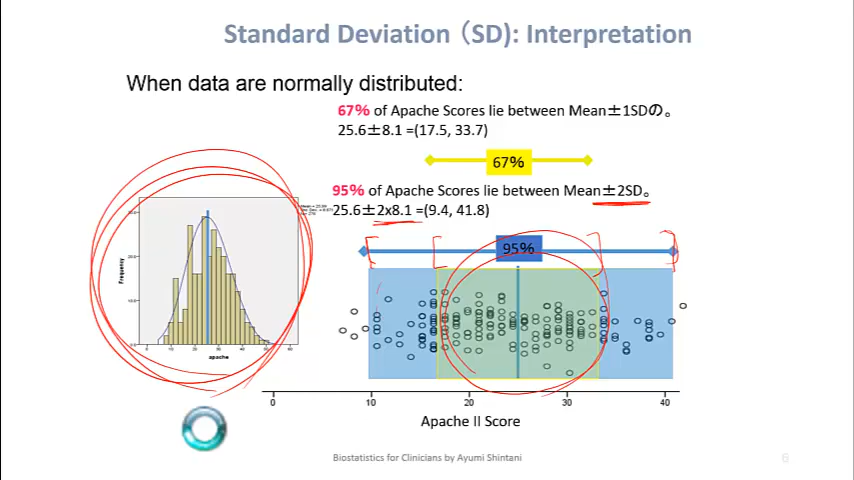 Standard Deviation（SD）: Interpretation
When data are normally distributed:
67% of Apache Scores lie between Mean±1SDの。
25.6±8.1 =(17.5, 33.7)
67%
95% of Apache Scores lie between Mean±2SD。
25.6±2x8.1 =(9.4, 41.8)
95%
Frequency
apache
0 10 20 30 40
Apache II Score
Biostatistics for Clinicians by Ayumi Shintani
6